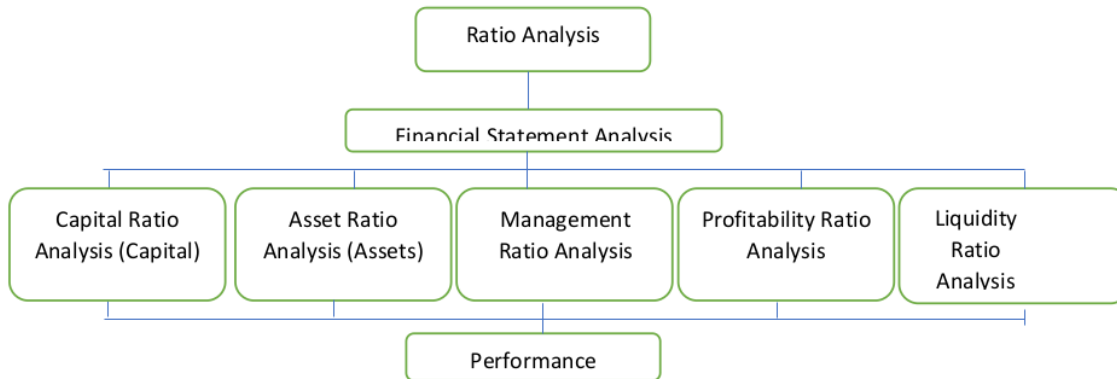 Ratio Analysis
Financial Statement Analysis
Capital Ratio
Analysis (Capital)
Asset Ratio
Analysis (Assets)
Management
Ratio Analysis
Profitability Ratio
Analysis
Liquidity
Ratio
Analysis
Performance